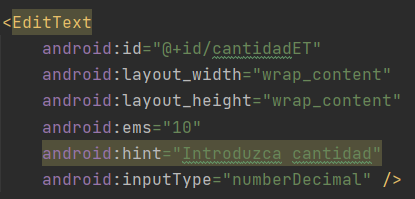 <EditText
android:id="@+id/cantidadET"
android:layout_width="wrap_content"
android:layout_height="wrap_content"
android:ems="10"
android:hint="Introduzca cantidad"
android:inputType="numberDecimal" />